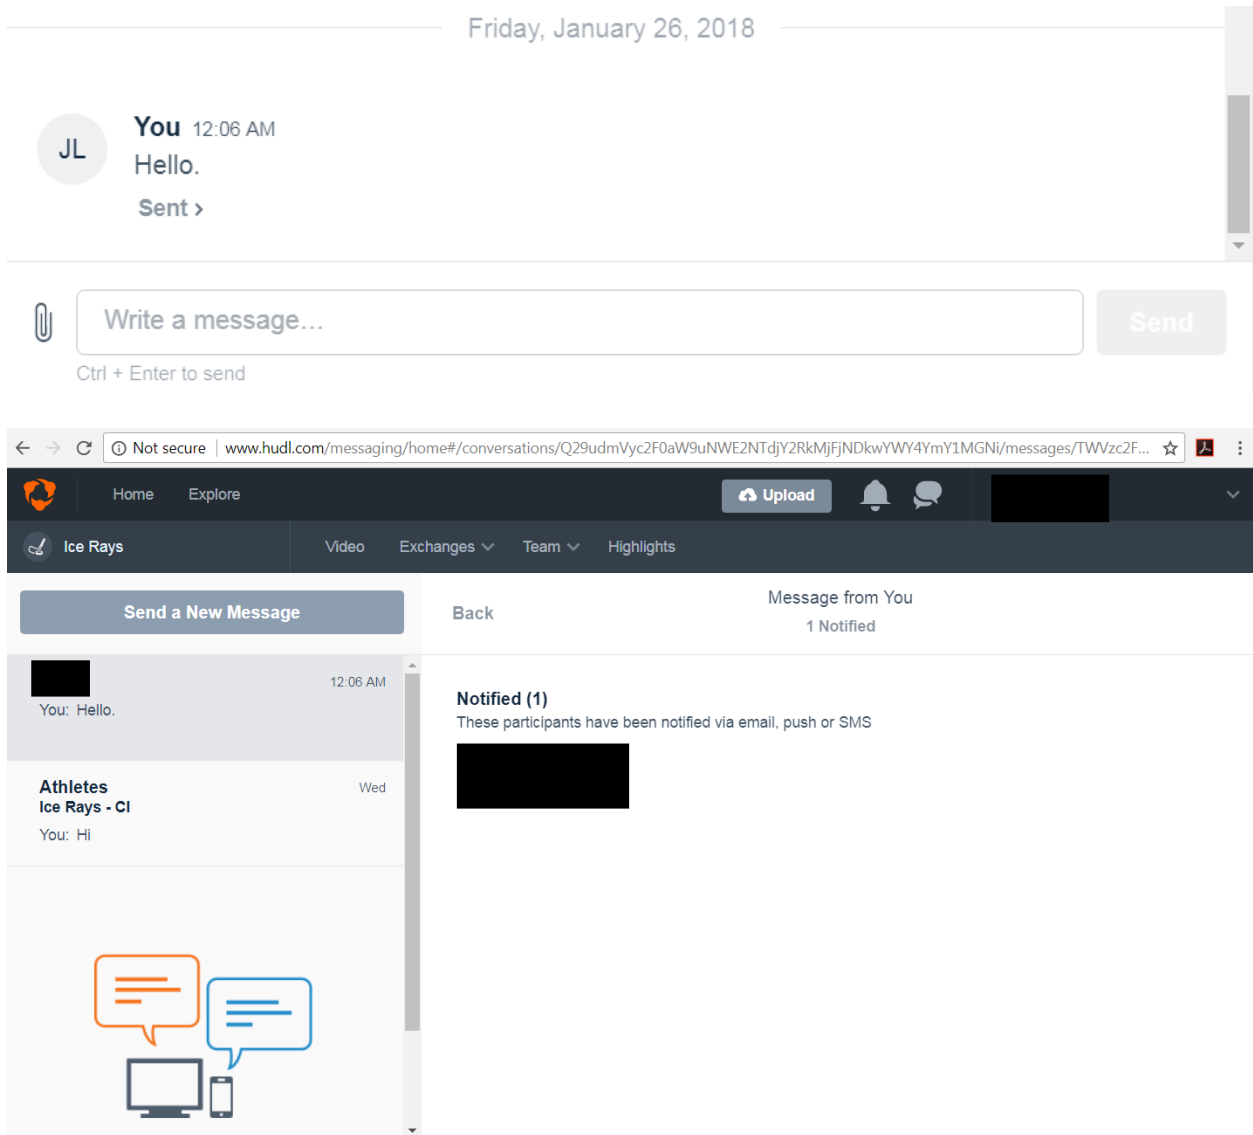 Friday, January 26, 2018
JL
You 12:06 AM
Hello.
Sent >
Write a message...
Send
Ctrl + Enter to send
Not secure | www.hudl.com/messaging/home#/conversations/Q29udmVyc2F0aW9uNWE2NTdjY2RkMjFjNDkwYWY4YmY1MGNi/messages/TWVzc2F...
Home Explore Upload
Ice Rays Video Exchanges Team Highlights
Send a New Message
Back
Message from You
1 Notified
12:06 AM
You: Hello.
Athletes Wed
Ice Rays - CI
You: Hi
Notified (1)
These participants have been notified via email, push or SMS